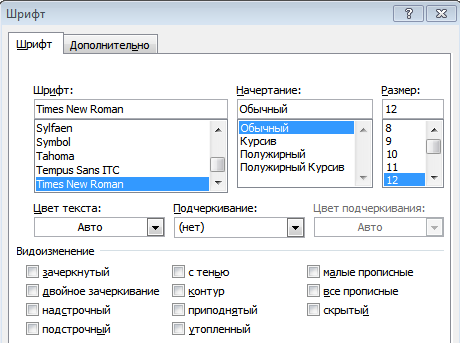 Шрифт
Шрифт Дополнительно
Шрифт: Начертание: Размер:
Times New Roman Обычный 12
Sylfaen Обычный 8
Symbol Курсив 9
Tahoma Полужирный 10
Tempus Sans ITC Полужирный Курсив 11
Times New Roman 12
Цвет текста: Подчеркивание: Цвет подчеркивания:
Авто (нет) Авто
Видоизменение
зачеркнутый с тенью малые прописные
двойное зачеркивание контур все прописные
надстрочный приподнятый скрытый
подстрочный утопленный